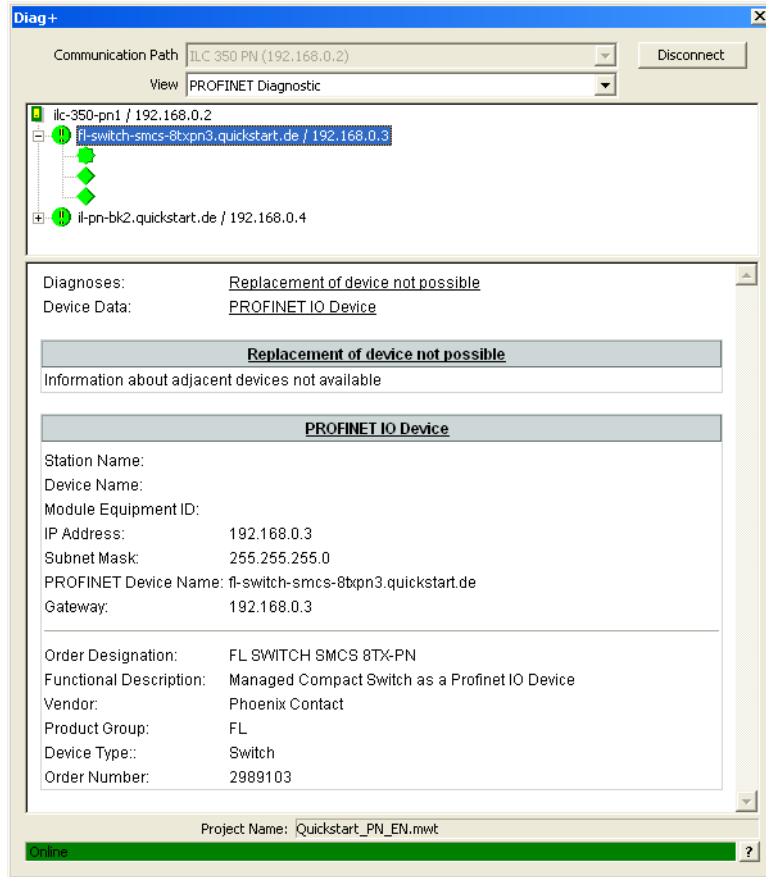 Diag+
Communication Path ILC 350 PN (192.168.0.2) Disconnect
View PROFINET Diagnostic
ilc-350-pn1 / 192.168.0.2
fl-switch-smcs-8txpn3.quickstart.de / 192.168.0.3
il-pn-bk2.quickstart.de / 192.168.0.4
Diagnoses: Replacement of device not possible
Device Data: PROFINET IO Device
Replacement of device not possible
Information about adjacent devices not available
PROFINET IO Device
Station Name:
Device Name:
Module Equipment ID:
IP Address: 192.168.0.3
Subnet Mask: 255.255.255.0
PROFINET Device Name: fl-switch-smcs-8txpn3.quickstart.de
Gateway: 192.168.0.3
Order Designation: FL SWITCH SMCS 8TX-PN
Functional Description: Managed Compact Switch as a Profinet IO Device
Vendor: Phoenix Contact
Product Group: FL
Device Type:: Switch
Order Number: 2989103
Project Name: Quickstart_PN_EN.mwt
Online ?